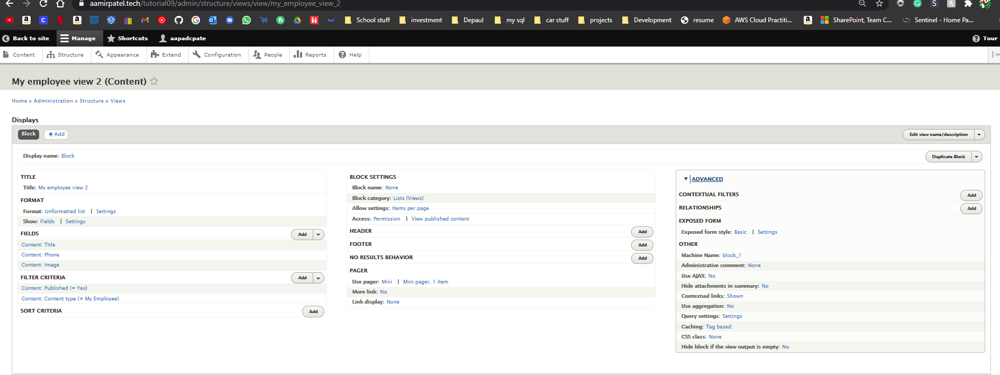 aamirpatel.tech/tutorial09/admin/structure/views/view/my_employee_view_2
School stuff investment Depaul my sql car stuff projects Development resume AWS Cloud Practiti... SharePoint, Team C... Sentinel - Home Pa...
Back to site Manage Shortcuts aapadcpate Tour
Content Structure Appearance Extend Configuration People Reports Help
My employee view 2 (Content)
Home » Administration » Structure » Views
Displays
Block + Add Edit view name/description
Display name: Block Duplicate Block
TITLE
Title: My employee view 2
FORMAT
Format: Unformatted list | Settings
Show: Fields | Settings
FIELDS Add
Content: Title
Content: Phone
Content: Image
FILTER CRITERIA Add
Content: Published (= Yes)
Content: Content type (= My Employee)
SORT CRITERIA Add
BLOCK SETTINGS
Block name: None
Block category: Lists (Views)
Allow settings: Items per page
Access: Permission | View published content
HEADER Add
FOOTER Add
NO RESULTS BEHAVIOR Add
PAGER
Use pager: Mini | Mini pager, 1 item
More link: No
Link display: None
ADVANCED
CONTEXTUAL FILTERS Add
RELATIONSHIPS Add
EXPOSED FORM
Exposed form style: Basic | Settings
OTHER
Machine Name: block_1
Administrative comment: None
Use AJAX: No
Hide attachments in summary: No
Contextual links: Shown
Use aggregation: No
Query settings: Settings
Caching: Tag based
CSS class: None
Hide block if the view output is empty: No